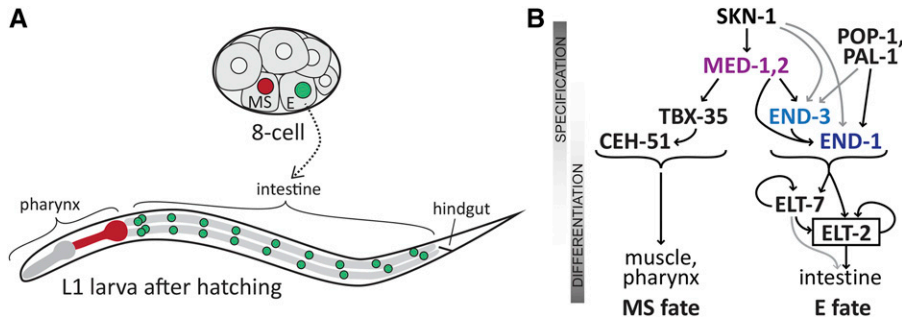 A
MS
E
8-cell
intestine
pharynx
hindgut
L1 larva after hatching
B
SPECIFICATION
DIFFERENTIATION
SKN-1
POP-1,
PAL-1
MED-1,2
TBX-35
END-3
CEH-51
END-1
ELT-7
ELT-2
muscle,
pharynx
intestine
MS fate
E fate